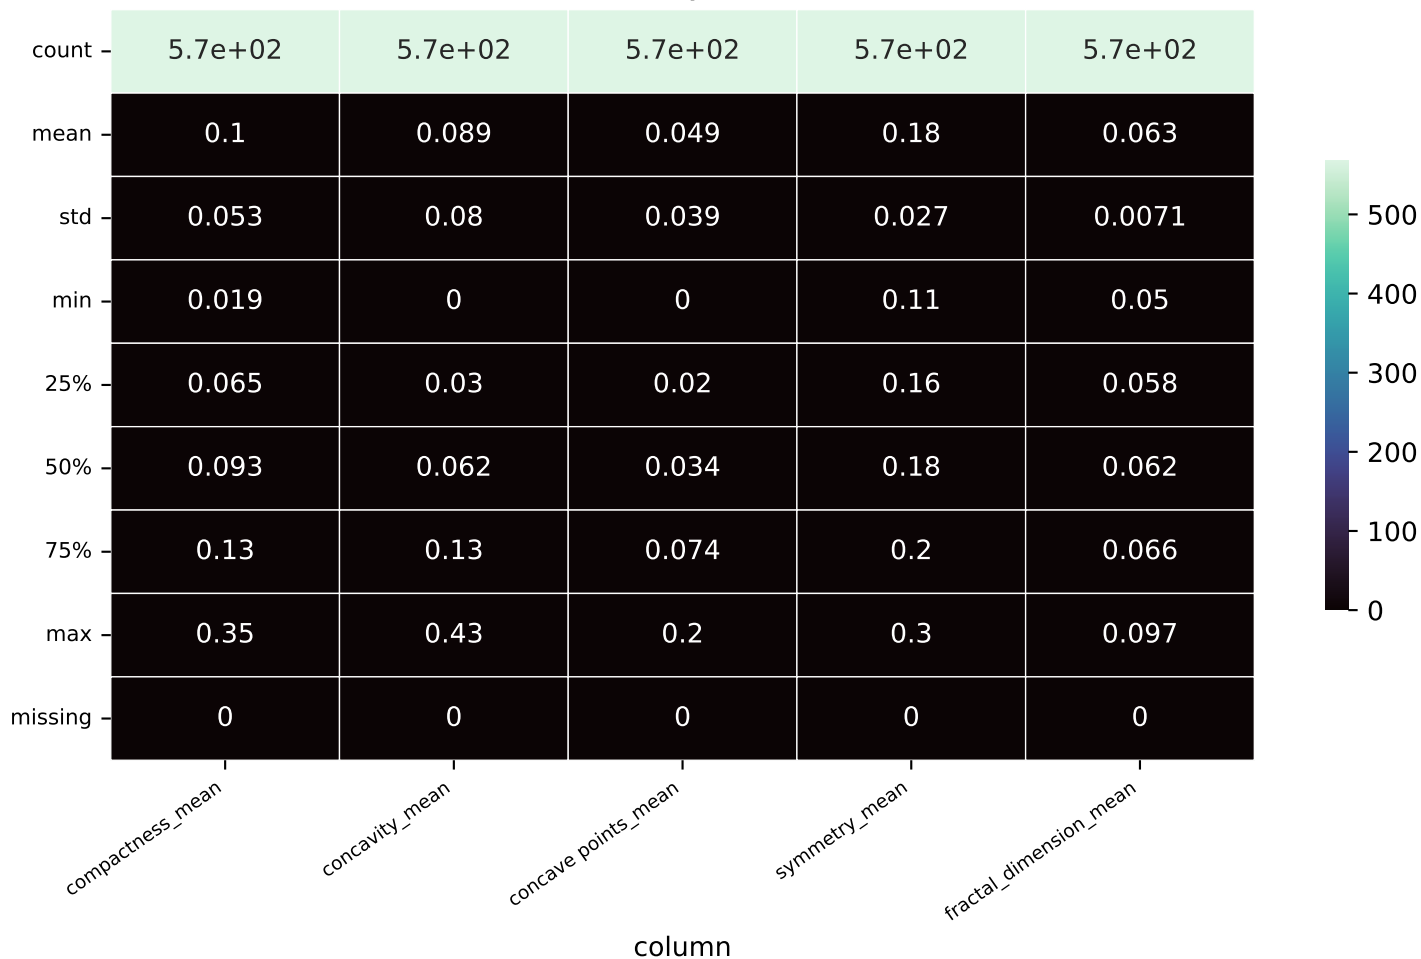 count 5.7e+02 5.7e+02 5.7e+02 5.7e+02 5.7e+02
mean 0.1 0.089 0.049 0.18 0.063
std 0.053 0.08 0.039 0.027 0.0071
min 0.019 0 0 0.11 0.05
25% 0.065 0.03 0.02 0.16 0.058
50% 0.093 0.062 0.034 0.18 0.062
75% 0.13 0.13 0.074 0.2 0.066
max 0.35 0.43 0.2 0.3 0.097
missing 0 0 0 0 0
compactness_mean concavity_mean concave points_mean symmetry_mean fractal_dimension_mean
column
500
400
300
200
100
0